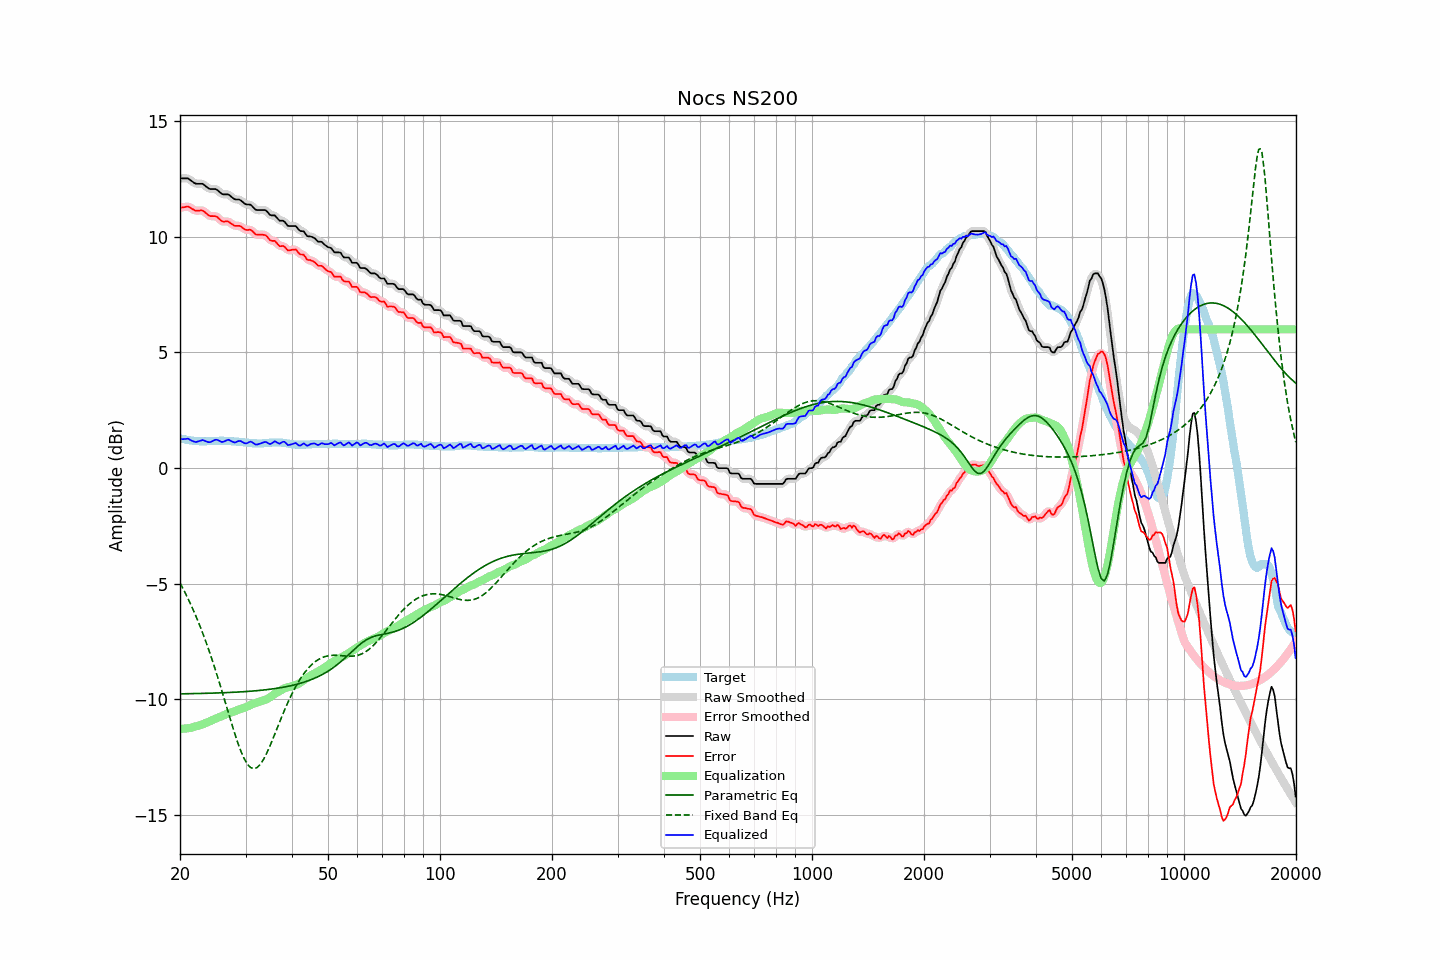 Nocs NS200
Amplitude (dBr)
15
10
5
0
−5
−10
−15
Target
Raw Smoothed
Error Smoothed
Raw
Error
Equalization
Parametric Eq
Fixed Band Eq
Equalized
20
50
100
200
500
1000
2000
5000
10000
20000
Frequency (Hz)